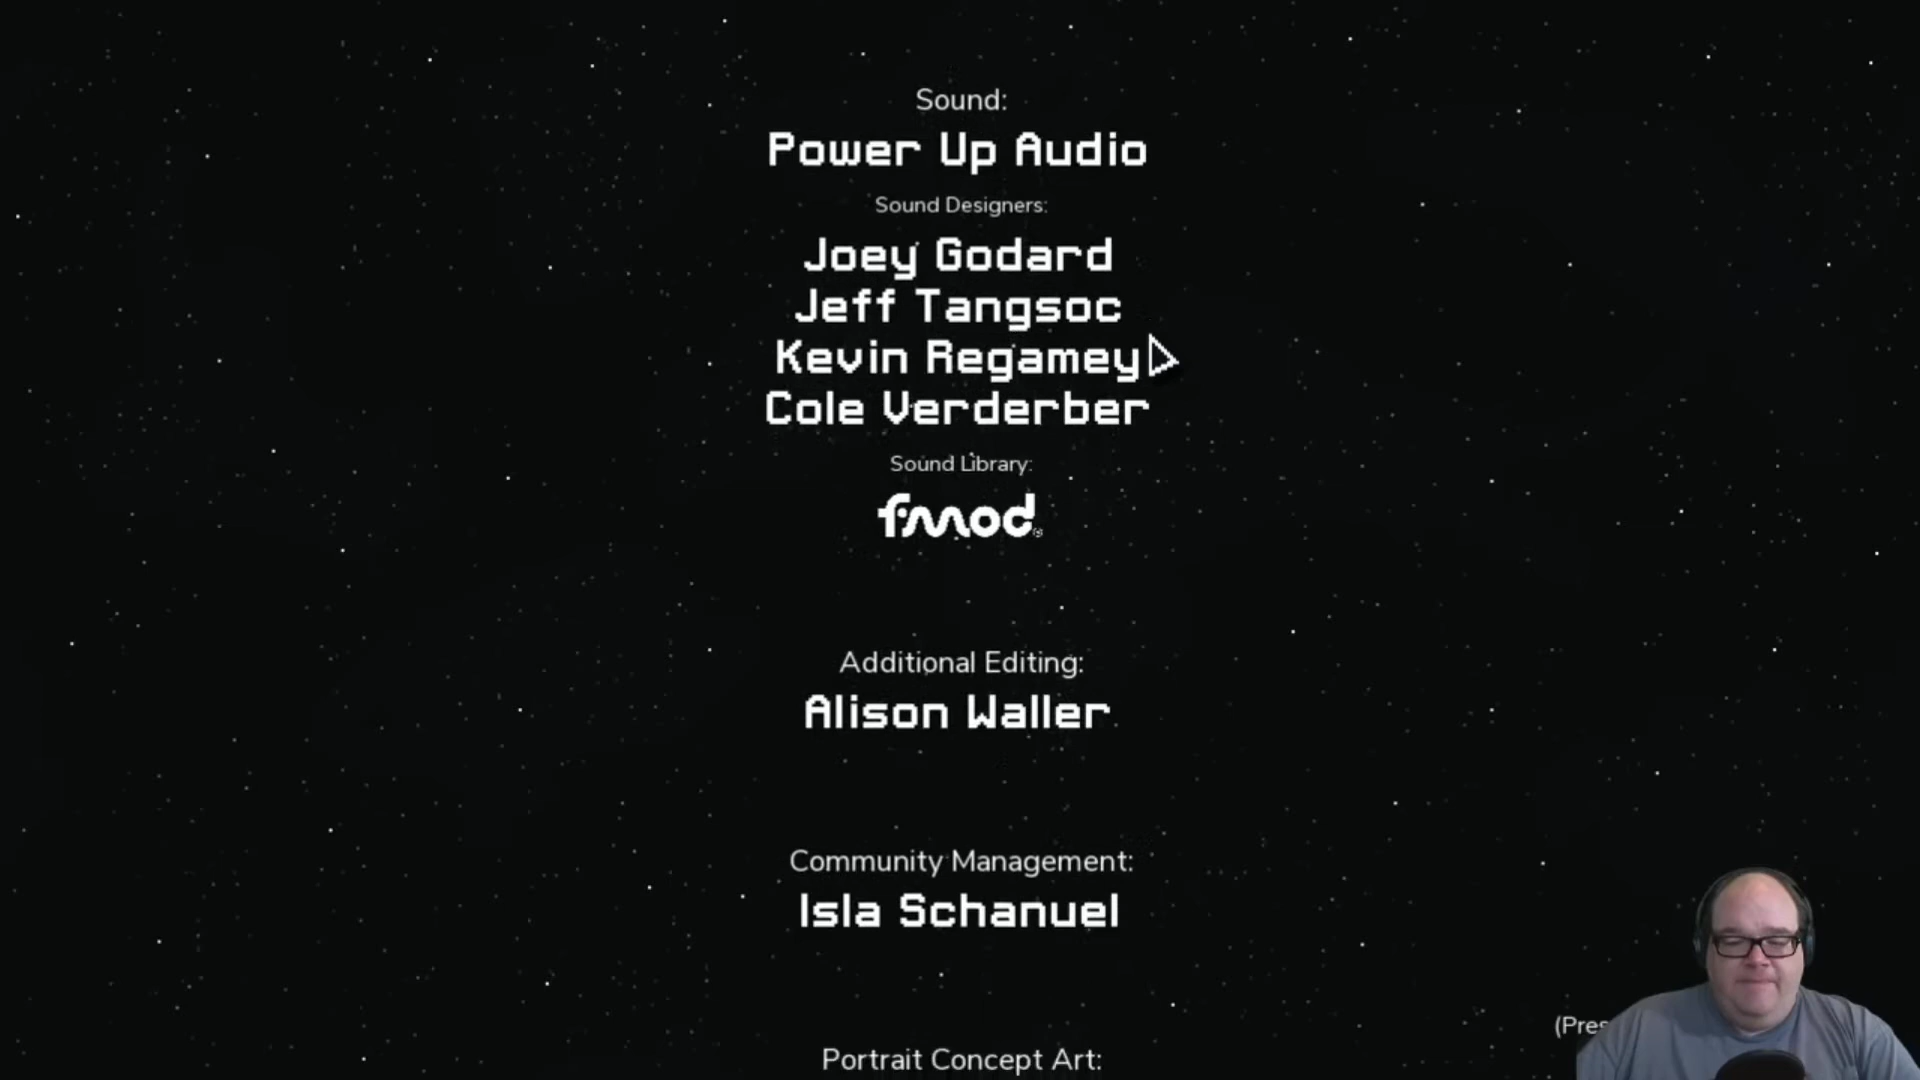 Sound:
Power Up Audio
Sound Designers:
Joey Godard
Jeff Tangsoc
Kevin Regamey
Cole Verderber
Sound Library:
fmod
Additional Editing:
Alison Waller
Community Management:
Isla Schanuel
(Pres
Portrait Concept Art: